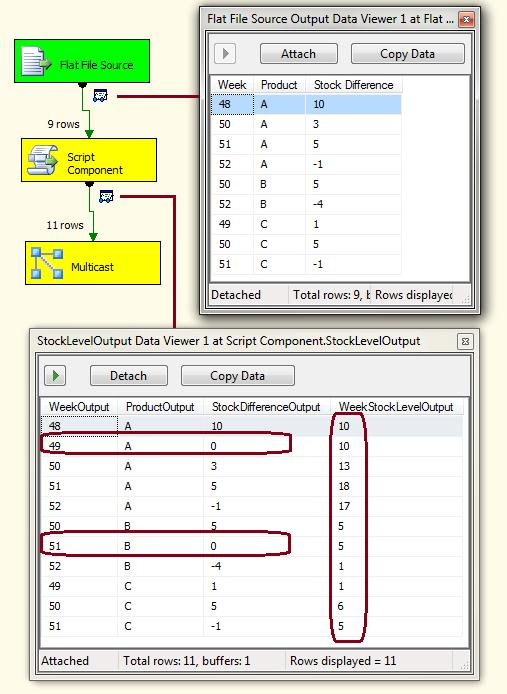 Flat File Source Output Data Viewer 1 at Flat ...
Attach Copy Data
Week Product Stock Difference
48 A 10
50 A 3
51 A 5
52 A -1
50 B 5
52 B -4
49 C 1
50 C 5
51 C -1
Detached Total rows: 9, b Rows displayed
Flat File Source
9 rows
Script
Component
11 rows
Multicast
StockLevelOutput Data Viewer 1 at Script Component.StockLevelOutput
Detach Copy Data
WeekOutput ProductOutput StockDifferenceOutput WeekStockLevelOutput
48 A 10 10
49 A 0 10
50 A 3 13
51 A 5 18
52 A -1 17
50 B 5 5
51 B 0 5
52 B -4 1
49 C 1 1
50 C 5 6
51 C -1 5
Attached Total rows: 11, buffers: 1 Rows displayed = 11